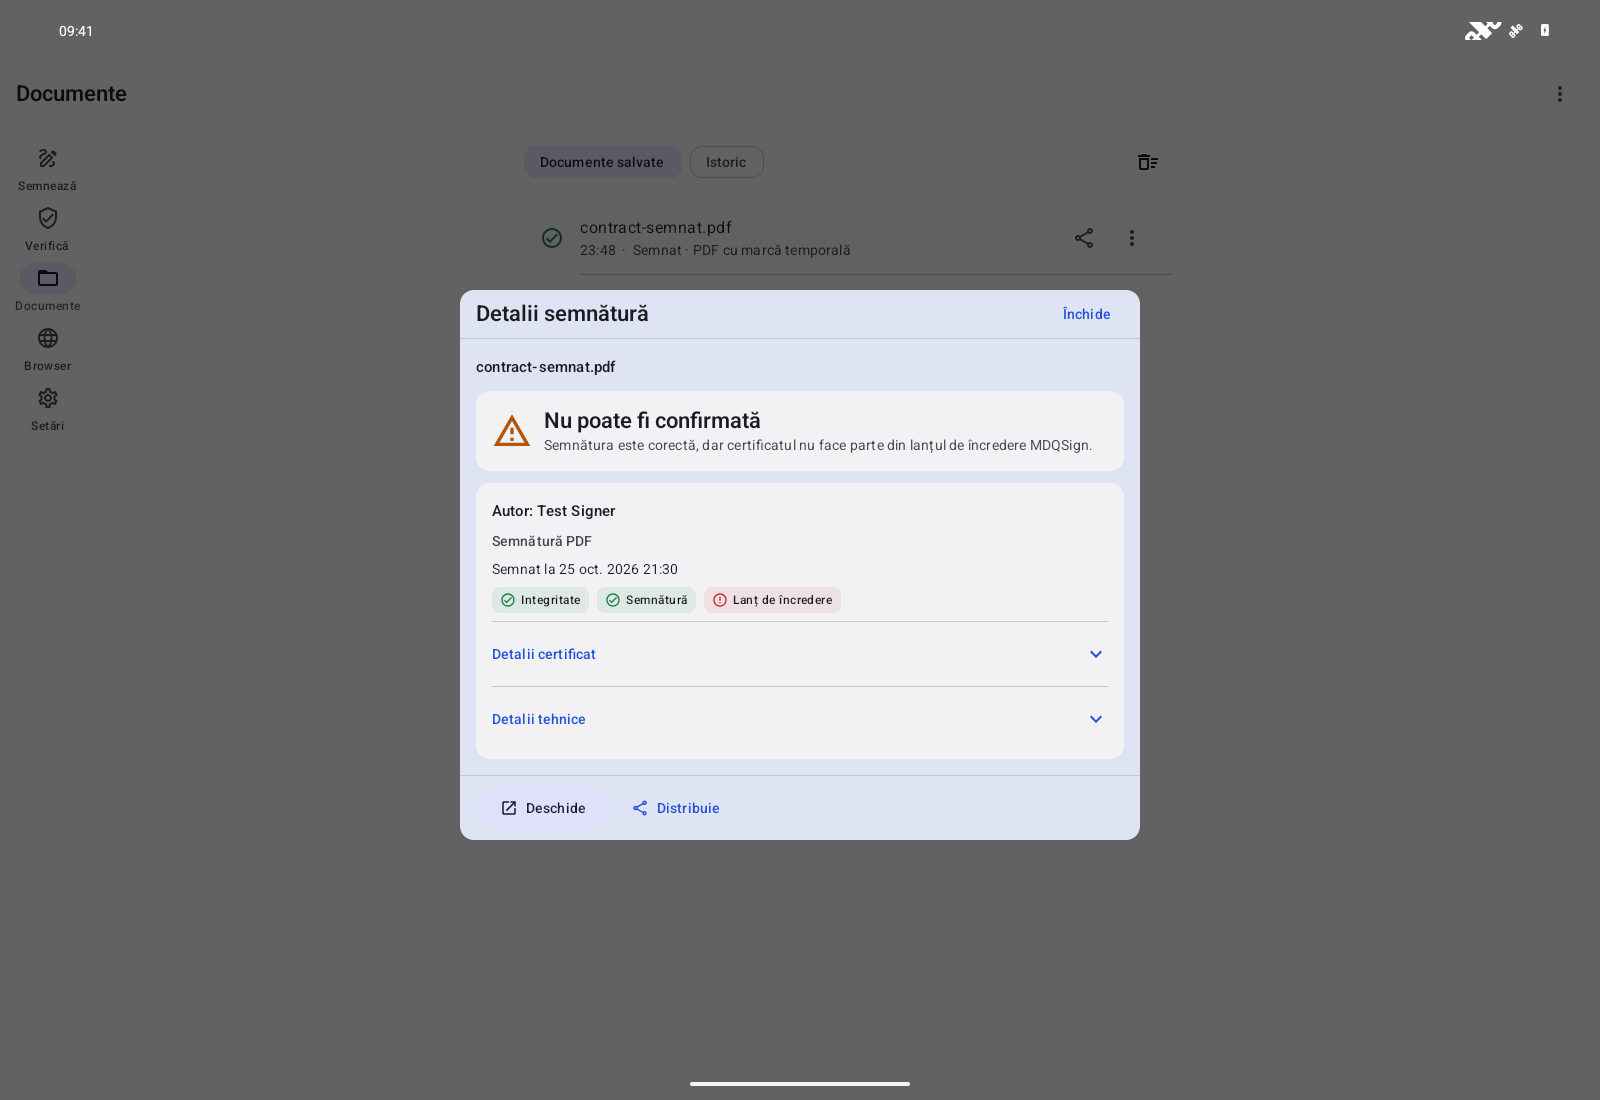 09:41
Documente
Semnează
Verifică
Documente
Browser
Setări
Documente salvate
Istoric
contract-semnat.pdf
23:48 · Semnat · PDF cu marcă temporală
Detalii semnătură
Închide
contract-semnat.pdf
Nu poate fi confirmată
Semnătura este corectă, dar certificatul nu face parte din lanțul de încredere MDQSign.
Autor: Test Signer
Semnătură PDF
Semnat la 25 oct. 2026 21:30
Integritate
Semnătură
Lanț de încredere
Detalii certificat
Detalii tehnice
Deschide
Distribuie